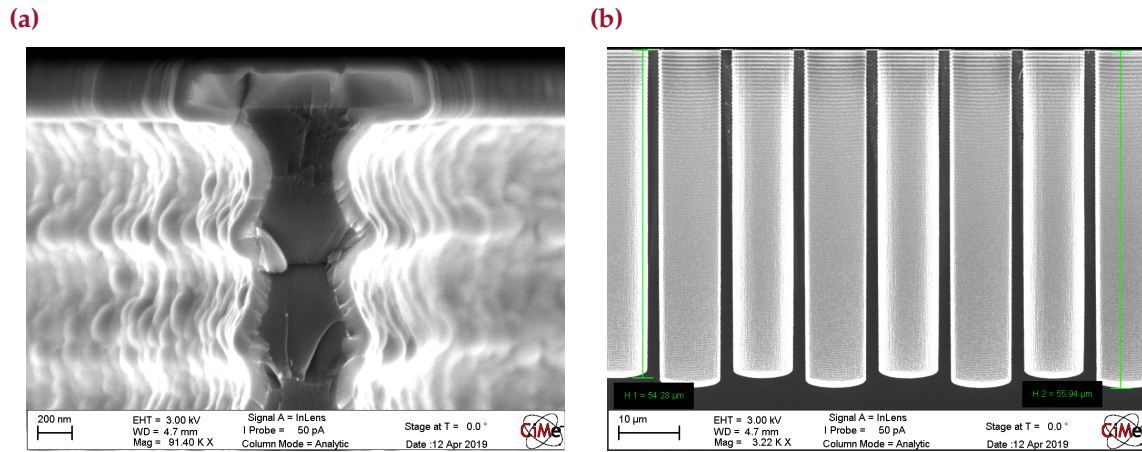 (a)
(b)
H 1 = 54.28 µm
H 2 = 55.94 µm
200 nm
EHT = 3.00 kV
WD = 4.7 mm
Mag = 91.40 K X
Signal A = InLens
I Probe = 50 pA
Column Mode = Analytic
Stage at T = 0.0 °
Date :12 Apr 2019
CiMe
10 µm
EHT = 3.00 kV
WD = 4.7 mm
Mag = 3.22 K X
Signal A = InLens
I Probe = 50 pA
Column Mode = Analytic
Stage at T = 0.0 °
Date :12 Apr 2019
CiMe